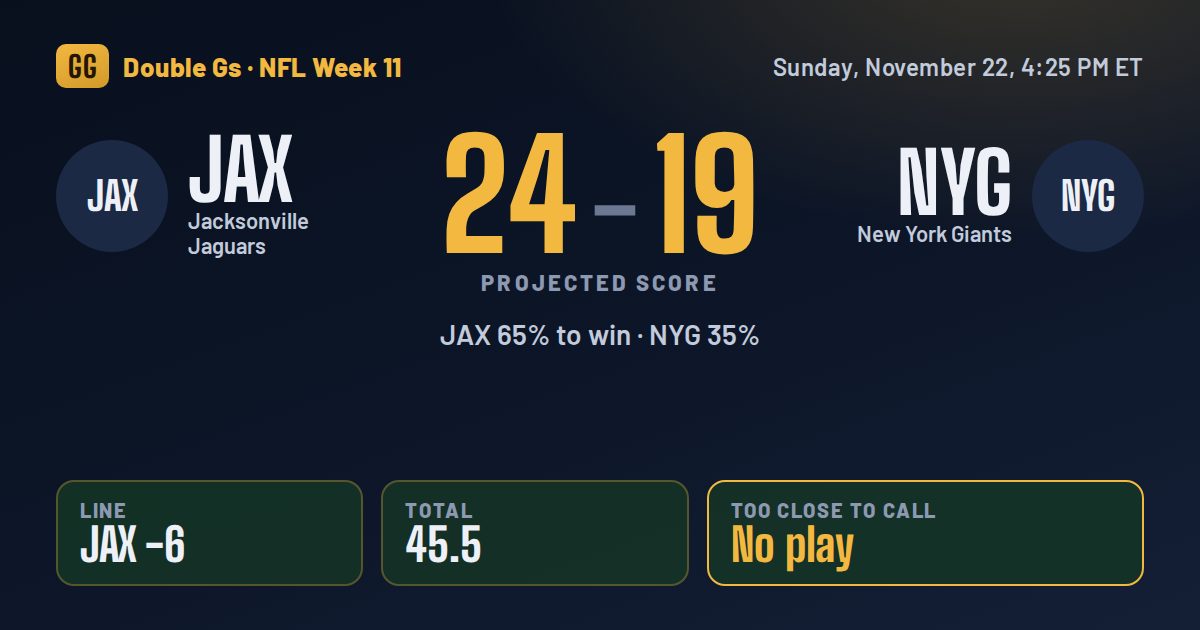 GG
Double Gs · NFL Week 11
Sunday, November 22, 4:25 PM ET
JAX
JAX
Jacksonville
Jaguars
24 – 19
PROJECTED SCORE
JAX 65% to win · NYG 35%
NYG
New York Giants
NYG
LINE
JAX −6
TOTAL
45.5
TOO CLOSE TO CALL
No play